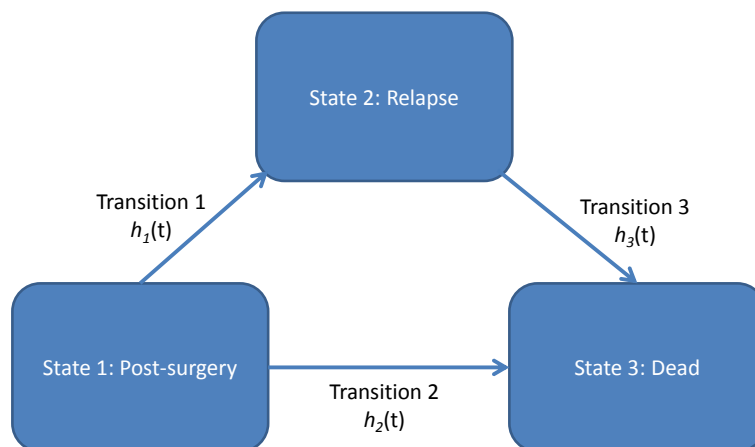 State 2: Relapse
Transition 1
h₁(t)
Transition 3
h₃(t)
State 1: Post-surgery
State 3: Dead
Transition 2
h₂(t)